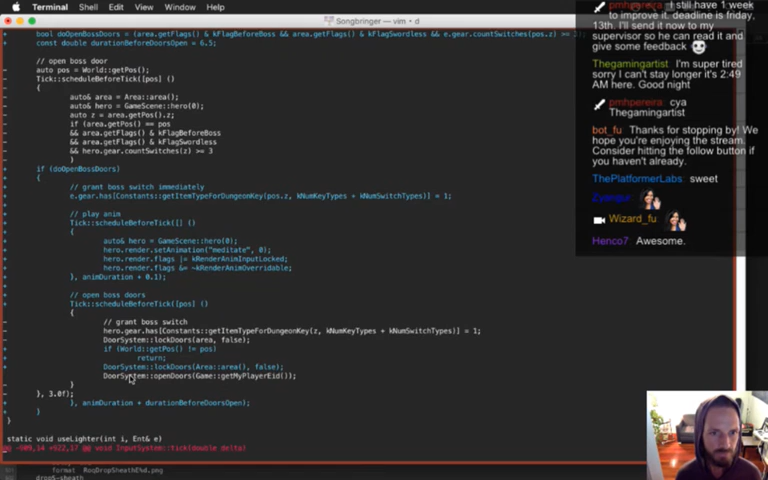 Terminal Shell Edit View Window Help
Songbringer — vim • d
bool doOpenBossDoors = (area.getFlags() & kFlagBeforeBoss && area.getFlags() & kFlagSwordless && e.gear.countSwitches(pos.z) >= 3);
const double durationBeforeDoorsOpen = 6.5;
// open boss door
auto pos = World::getPos();
Tick::scheduleBeforeTick([pos] ()
{
auto& area = Area::area();
auto& hero = GameScene::hero(0);
auto z = area.getPos().z;
if (area.getPos() == pos
&& area.getFlags() & kFlagBeforeBoss
&& area.getFlags() & kFlagSwordless
&& hero.gear.countSwitches(z) >= 3
)
if (doOpenBossDoors)
{
// grant boss switch immediately
e.gear.has[Constants::getItemTypeForDungeonKey(pos.z, kNumKeyTypes + kNumSwitchTypes)] = 1;
// play anim
Tick::scheduleBeforeTick([] ()
{
auto& hero = GameScene::hero(0);
hero.render.setAnimation("meditate", 0);
hero.render.flags |= kRenderAnimInputLocked;
hero.render.flags &= ~kRenderAnimOverridable;
}, animDuration + 0.1);
// open boss doors
Tick::scheduleBeforeTick([pos] ()
{
// grant boss switch
hero.gear.has[Constants::getItemTypeForDungeonKey(z, kNumKeyTypes + kNumSwitchTypes)] = 1;
DoorSystem::lockDoors(area, false);
if (World::getPos() != pos)
return;
DoorSystem::lockDoors(Area::area(), false);
DoorSystem::openDoors(Game::getMyPlayerEid());
}
}, 3.0f);
}, animDuration + durationBeforeDoorsOpen);
}
}
static void useLighter(int i, Ent& e)
@@ -909,14 +922,17 @@ void InputSystem::tick(double delta)
format RoqDropSheathE%d.png
drop5-sheath
pmhpereira: I still have 1 week
to improve it. deadline is friday,
13th. I'll send it now to my
supervisor so he can read it and
give some feedback
Thegamingartist: I'm super tired
sorry I can't stay longer it's 2:49
AM here. Good night
pmhpereira: cya
Thegamingartist
bot_fu: Thanks for stopping by! We
hope you're enjoying the stream.
Consider hitting the follow button if
you haven't already.
ThePlatformerLabs: sweet
Wizard_fu:
Henco7: Awesome.